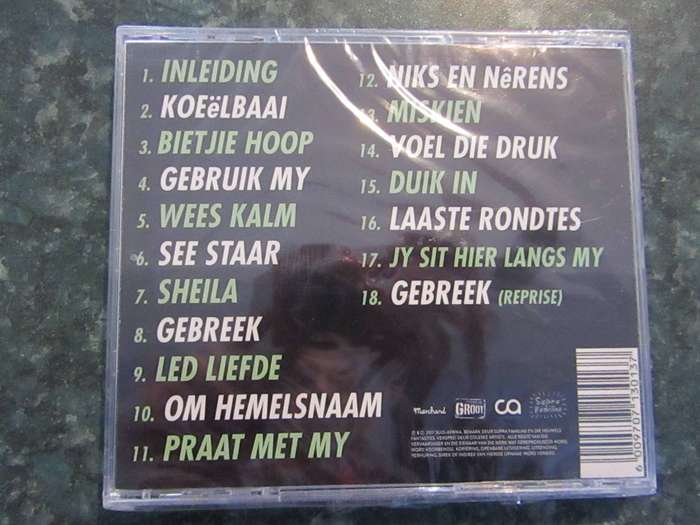 1. INLEIDING
2. KOEëLBAAI
3. BIETJIE HOOP
4. GEBRUIK MY
5. WEES KALM
6. SEE STAAR
7. SHEILA
8. GEBREEK
9. LED LIEFDE
10. OM HEMELSNAAM
11. PRAAT MET MY
12. NIKS EN NêRENS
13. MISKIEN
14. VOEL DIE DRUK
15. DUIK IN
16. LAASTE RONDTES
17. JY SIT HIER LANGS MY
18. GEBREEK (REPRISE)
GROOT
ca
Supra Familias
6 009707 130137